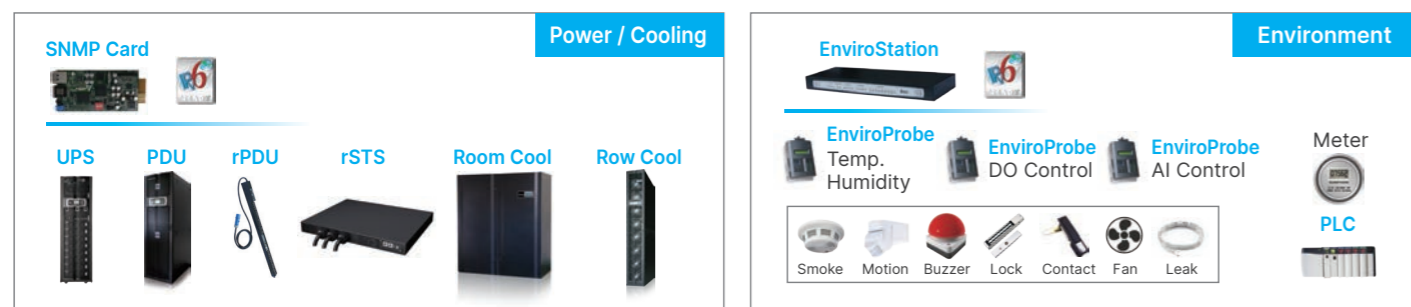 Power / Cooling
SNMP Card
UPS
PDU
rPDU
rSTS
Room Cool
Row Cool
Environment
EnviroStation
EnviroProbe
Temp.
Humidity
EnviroProbe
DO Control
EnviroProbe
AI Control
Meter
PLC
Smoke
Motion
Buzzer
Lock
Contact
Fan
Leak